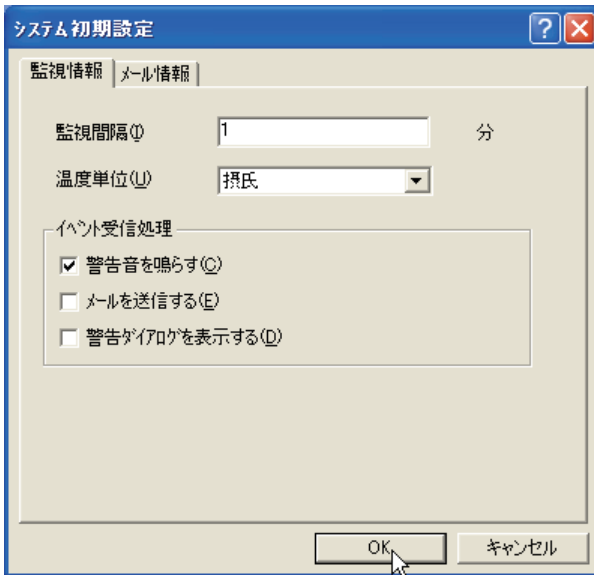 システム初期設定
監視情報 メール情報
監視間隔(I) 1 分
温度単位(U) 摂氏
イベント受信処理
警告音を鳴らす(C)
メールを送信する(E)
警告ダイアログを表示する(D)
OK キャンセル